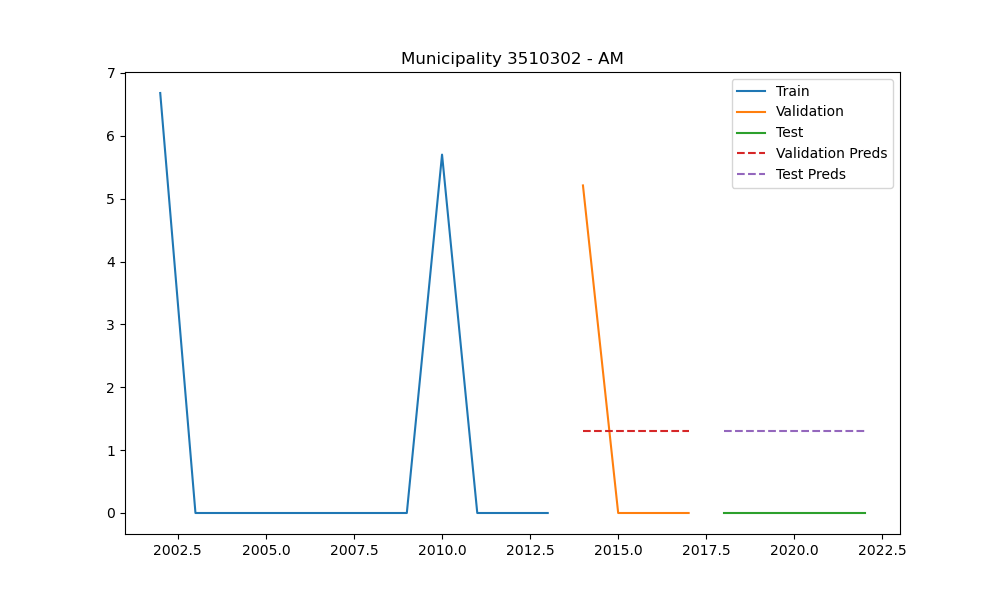 Municipality 3510302 - AM
7
6
5
4
3
2
1
0
Train
Validation
Test
Validation Preds
Test Preds
2002.5 2005.0 2007.5 2010.0 2012.5 2015.0 2017.5 2020.0 2022.5